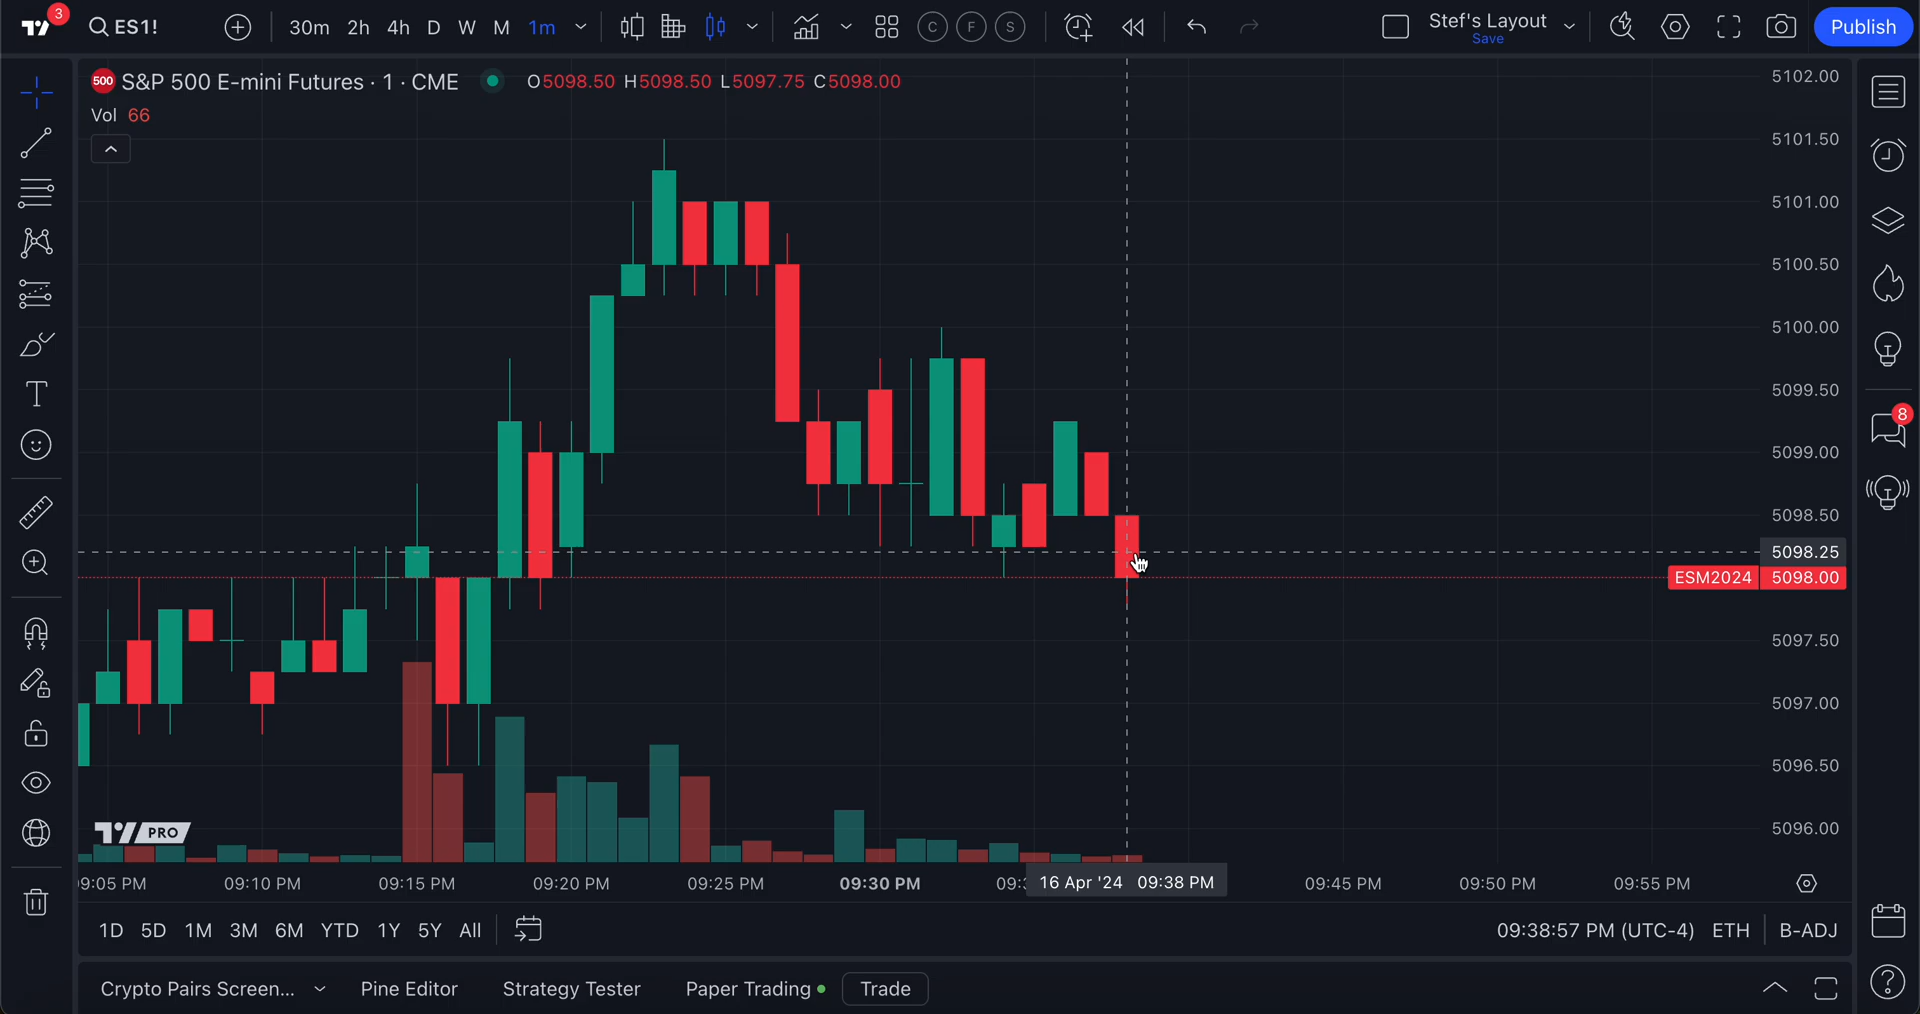 3
ES1!
30m 2h 4h D W M 1m
C F S
Stef's Layout
Save
Publish
500 S&P 500 E-mini Futures · 1 · CME O5098.50 H5098.50 L5097.75 C5098.00
Vol 66
5102.00
5101.50
5101.00
5100.50
5100.00
5099.50
8
5099.00
5098.50
5098.25
ESM2024 5098.00
5097.50
5097.00
5096.50
5096.00
PRO
9:05 PM 09:10 PM 09:15 PM 09:20 PM 09:25 PM 09:30 PM 09:3 16 Apr '24 09:38 PM 09:45 PM 09:50 PM 09:55 PM
1D 5D 1M 3M 6M YTD 1Y 5Y All 09:38:57 PM (UTC-4) ETH B-ADJ
Crypto Pairs Screen... Pine Editor Strategy Tester Paper Trading Trade